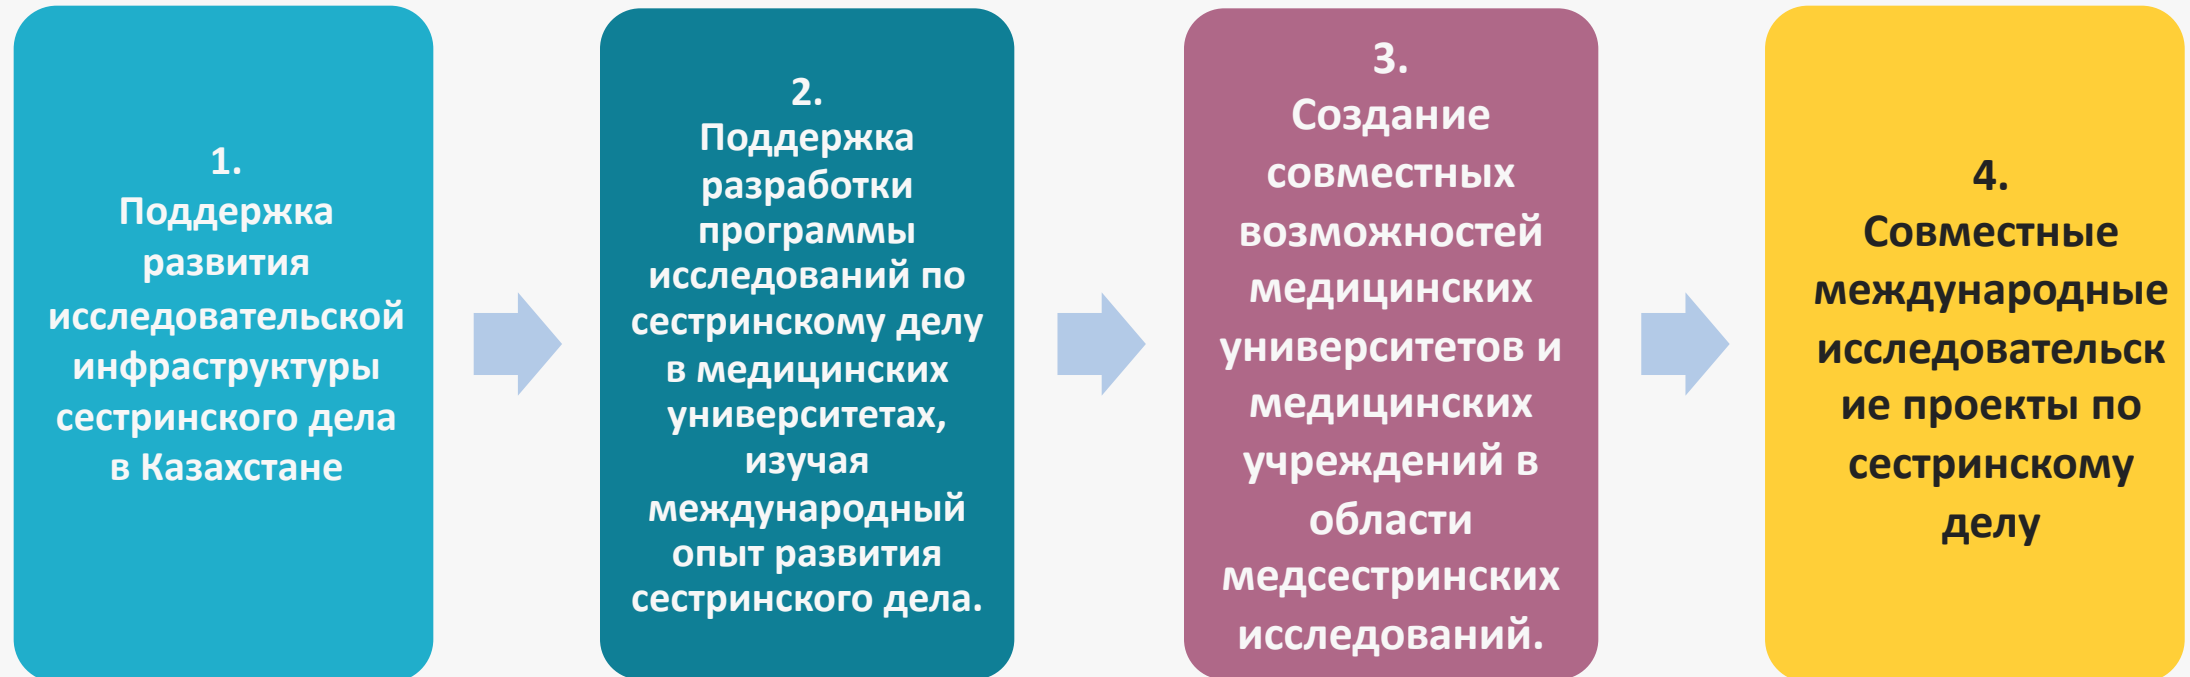 1.
Поддержка
развития
исследовательской
инфраструктуры
сестринского дела
в Казахстане
2.
Поддержка
разработки
программы
исследований по
сестринскому делу
в медицинских
университетах,
изучая
международный
опыт развития
сестринского дела.
3.
Создание
совместных
возможностей
медицинских
университетов и
медицинских
учреждений в
области
медсестринских
исследований.
4.
Совместные
международные
исследовательск
ие проекты по
сестринскому
делу